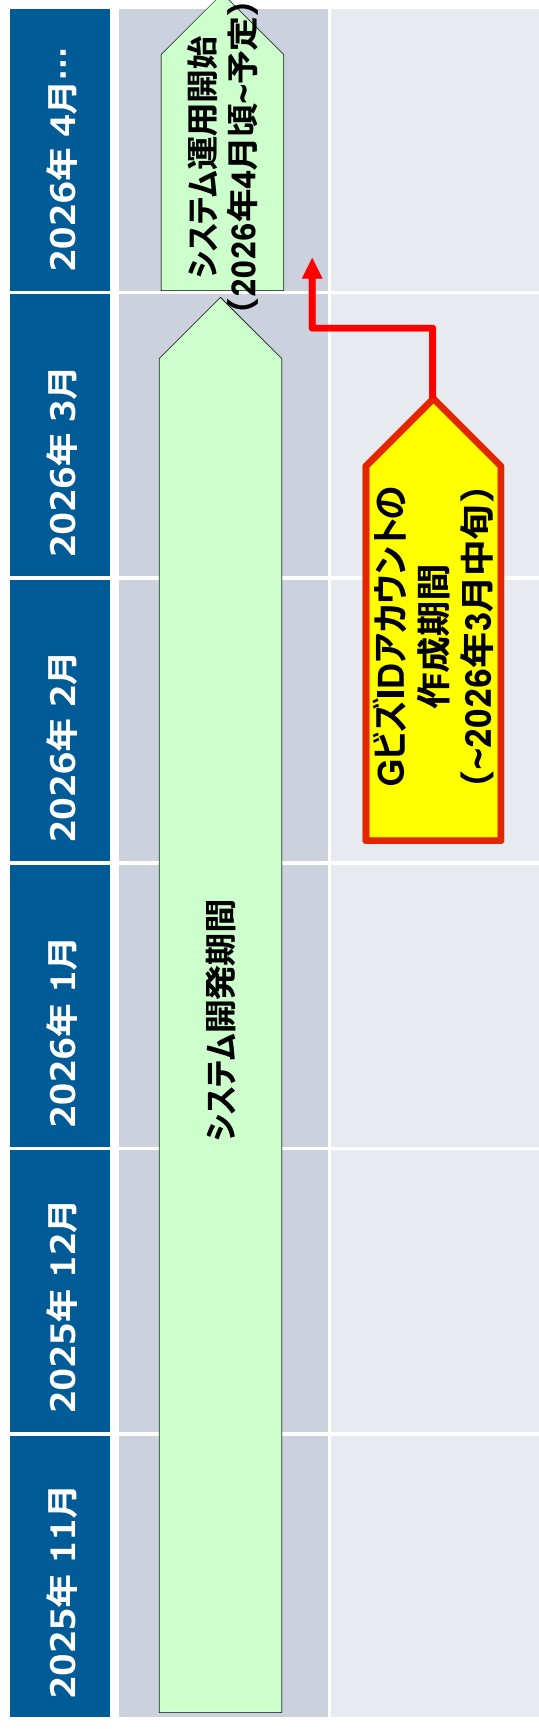 2025年 11月
2025年 12月
2026年 1月
2026年 2月
2026年 3月
2026年 4月…
システム開発期間
システム運用開始
（2026年4月頃~予定）
GビズIDアカウントの
作成期間
（~2026年3月中旬）